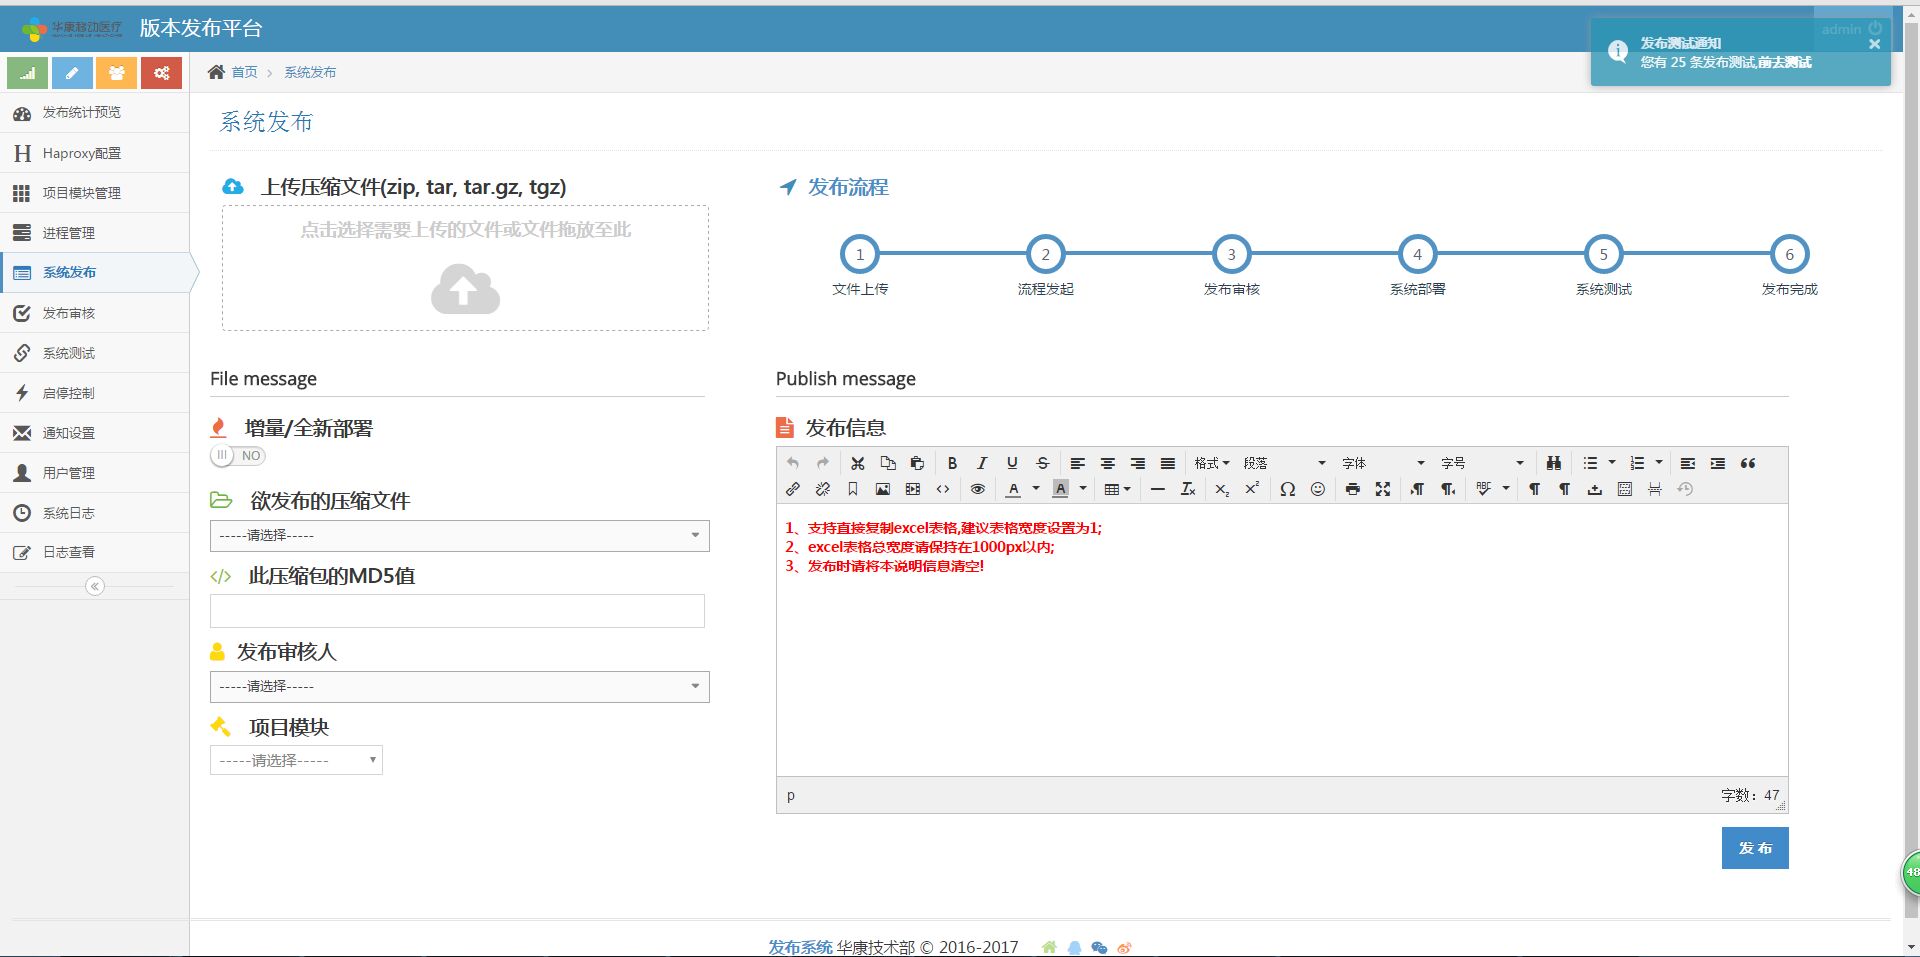 华康移动医疗
版本发布平台
admin
发布测试通知
您有 25 条发布测试,前去测试
首页
系统发布
发布统计预览
Haproxy配置
项目模块管理
进程管理
系统发布
发布审核
系统测试
启停控制
通知设置
用户管理
系统日志
日志查看
系统发布
上传压缩文件(zip, tar, tar.gz, tgz)
点击选择需要上传的文件或文件拖放至此
发布流程
1 2 3 4 5 6
文件上传 流程发起 发布审核 系统部署 系统测试 发布完成
File message
增量/全新部署
NO
欲发布的压缩文件
-----请选择-----
此压缩包的MD5值
发布审核人
-----请选择-----
项目模块
-----请选择-----
Publish message
发布信息
格式 段落 字体 字号
1、支持直接复制excel表格,建议表格宽度设置为1;
2、excel表格总宽度请保持在1000px以内;
3、发布时请将本说明信息清空!
p
字数：47
发 布
48
发布系统 华康技术部 © 2016-2017